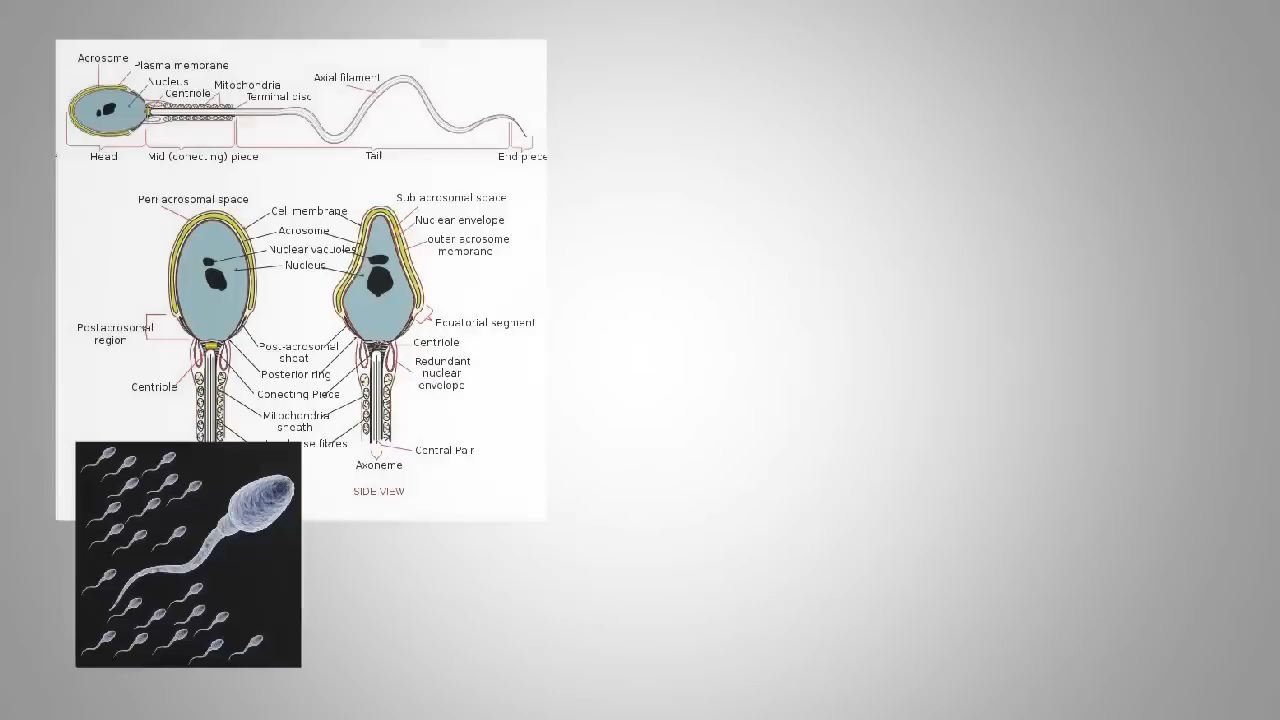 Acrosome
Plasma membrane
Nucleus
Mitochondria
Centriole
Terminal disc
Axial filament
Head
Mid (conecting) piece
Tail
End piece
Peri acrosomal space
Sub acrosomal space
Cell membrane
Nuclear envelope
Acrosome
outer acrosome
membrane
Nuclear vacuoles
Nucleus
Equatorial segment
Postacrosomal
region
Post-acrosomal
sheat
Centriole
Posterior ring
Redundant
nuclear
envelope
Centriole
Conecting Piece
Mitochondria
sheath
fibres
Central Pair
Axoneme
SIDE VIEW